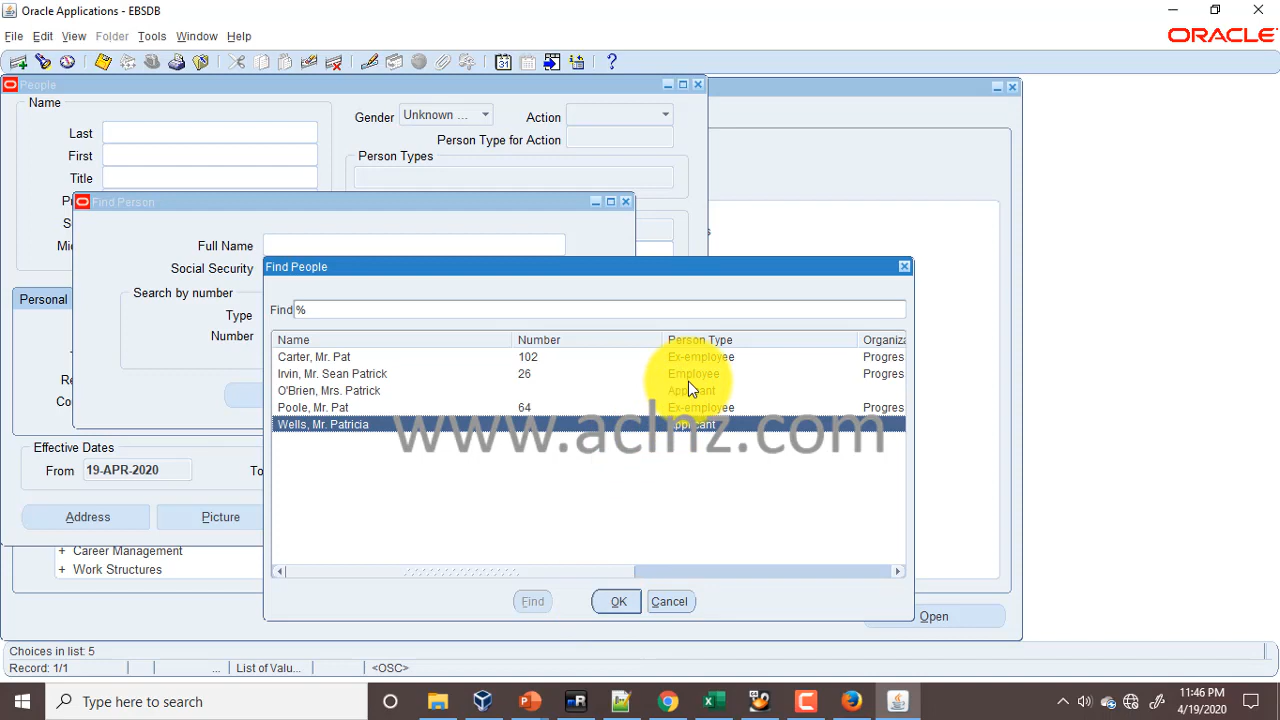 Oracle Applications - EBSDB
File Edit View Folder Tools Window Help
ORACLE
People
Name
Last
First
Title
Gender Unknown ... Action
Person Type for Action
Person Types
Find Person
Full Name
Social Security
Search by number
Type
Number
Personal
Find People
Find %
Name Number Person Type Organiza
Carter, Mr. Pat 102 Ex-employee Progres
Irvin, Mr. Sean Patrick 26 Employee Progres
O'Brien, Mrs. Patrick Applicant
Poole, Mr. Pat 64 Ex-employee Progres
Wells, Mr. Patricia Applicant
www.aclnz.com
Effective Dates
From 19-APR-2020 To
Address Picture
+ Career Management
+ Work Structures
Find OK Cancel
Open
Choices in list: 5
Record: 1/1 ... List of Valu... <OSC>
Type here to search
11:46 PM
4/19/2020